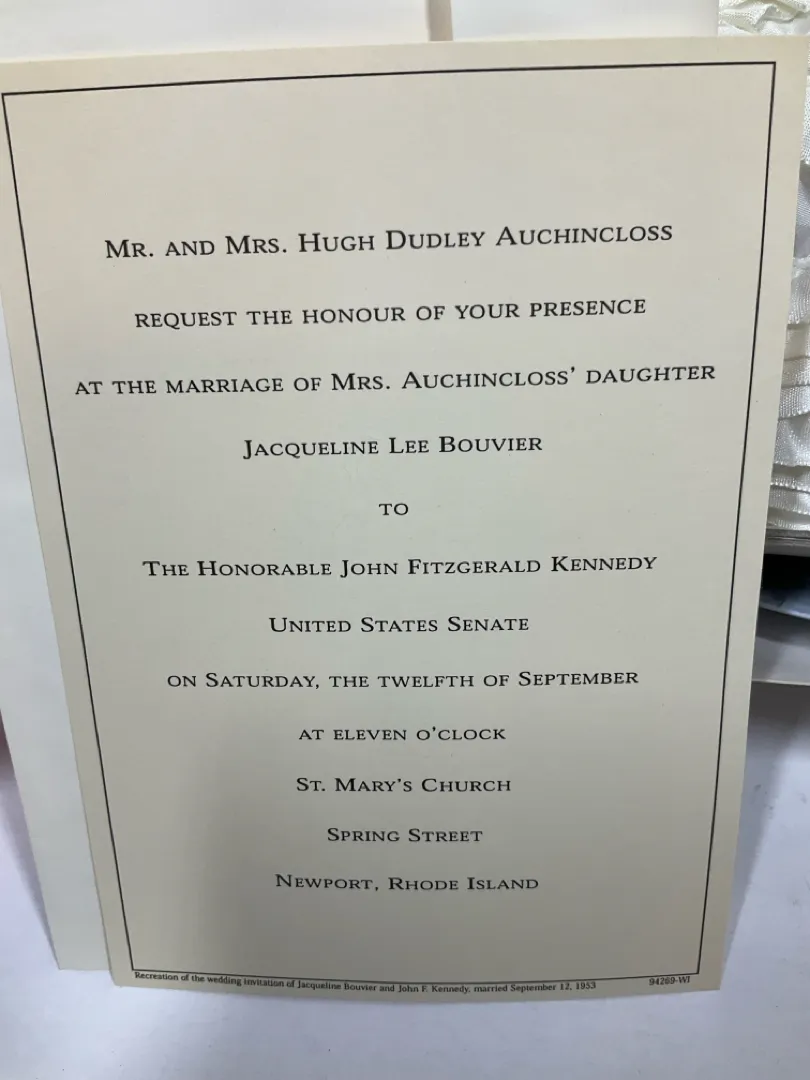 Mr. and Mrs. Hugh Dudley Auchincloss
request the honour of your presence
at the marriage of Mrs. Auchincloss' daughter
Jacqueline Lee Bouvier
to
The Honorable John Fitzgerald Kennedy
United States Senate
on Saturday, the twelfth of September
at eleven o'clock
St. Mary's Church
Spring Street
Newport, Rhode Island
Recreation of the wedding invitation of Jacqueline Bouvier and John F. Kennedy, married September 12, 1953
94269-WI